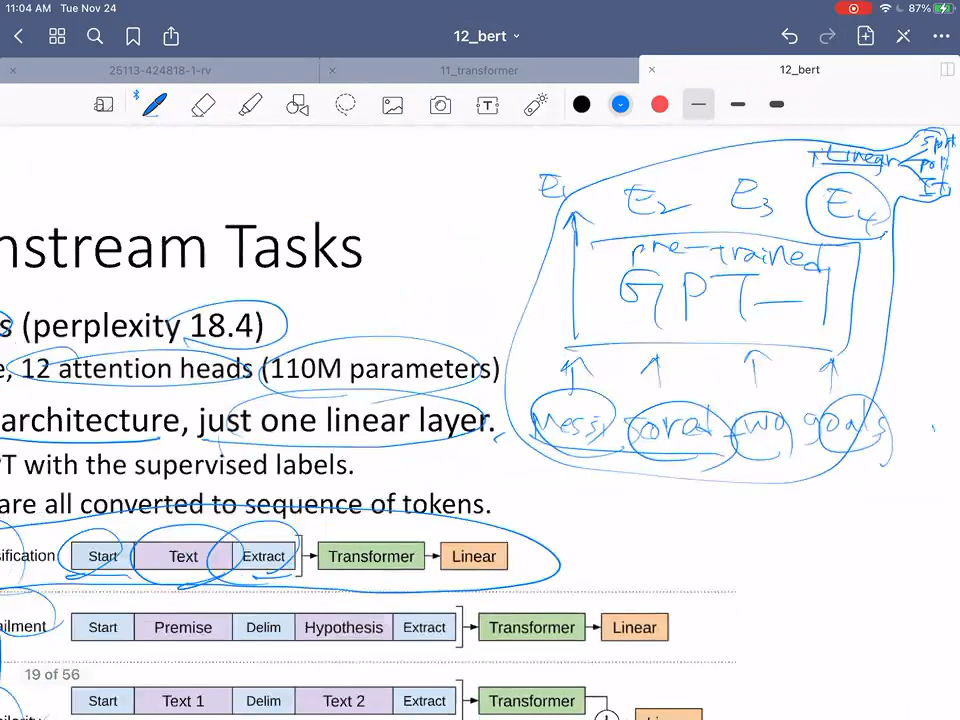 11:04 AM Tue Nov 24
87%
12_bert
25113-424818-1-rv
11_transformer
12_bert
Linear
E1 E2 E3 E4
nstream Tasks
pre-trained
GPT-1
s (perplexity 18.4)
e, 12 attention heads (110M parameters)
architecture, just one linear layer.
Messi scored two goals
PT with the supervised labels.
are all converted to sequence of tokens.
sification Start Text Extract Transformer Linear
ailment Start Premise Delim Hypothesis Extract Transformer Linear
19 of 56
Start Text 1 Delim Text 2 Extract Transformer